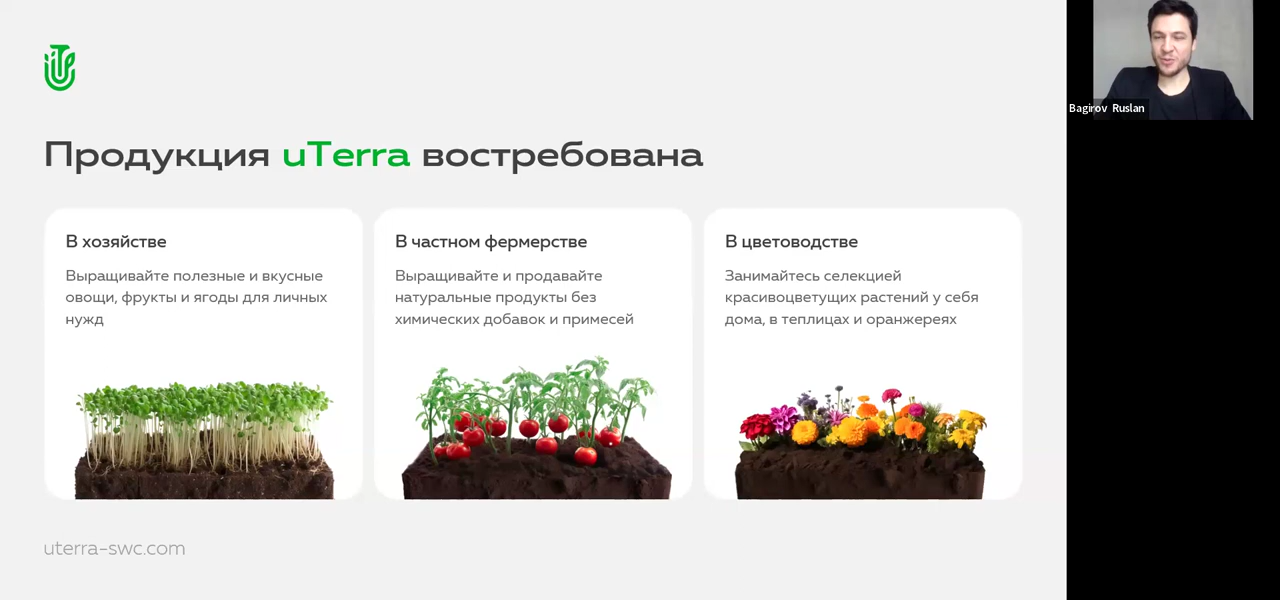 Продукция uTerra востребована
В хозяйстве
Выращивайте полезные и вкусные
овощи, фрукты и ягоды для личных
нужд
В частном фермерстве
Выращивайте и продавайте
натуральные продукты без
химических добавок и примесей
В цветоводстве
Занимайтесь селекцией
красивоцветущих растений у себя
дома, в теплицах и оранжереях
uterra-swc.com
Bagirov Ruslan